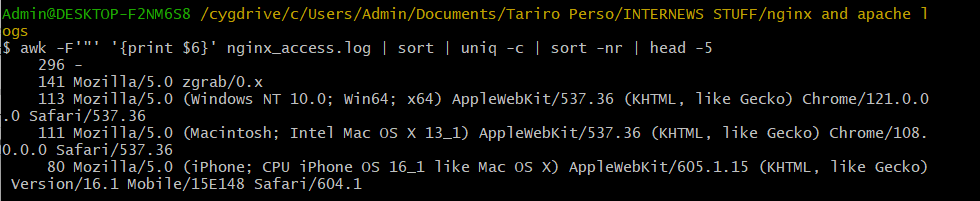 Admin@DESKTOP-F2NM6S8 /cygdrive/c/Users/Admin/Documents/Tariro Perso/INTERNEWS STUFF/nginx and apache l
ogs
$ awk -F'"' '{print $6}' nginx_access.log | sort | uniq -c | sort -nr | head -5
    296 -
    141 Mozilla/5.0 zgrab/0.x
    113 Mozilla/5.0 (Windows NT 10.0; Win64; x64) AppleWebKit/537.36 (KHTML, like Gecko) Chrome/121.0.0
.0 Safari/537.36
    111 Mozilla/5.0 (Macintosh; Intel Mac OS X 13_1) AppleWebKit/537.36 (KHTML, like Gecko) Chrome/108.
0.0.0 Safari/537.36
     80 Mozilla/5.0 (iPhone; CPU iPhone OS 16_1 like Mac OS X) AppleWebKit/605.1.15 (KHTML, like Gecko)
 Version/16.1 Mobile/15E148 Safari/604.1